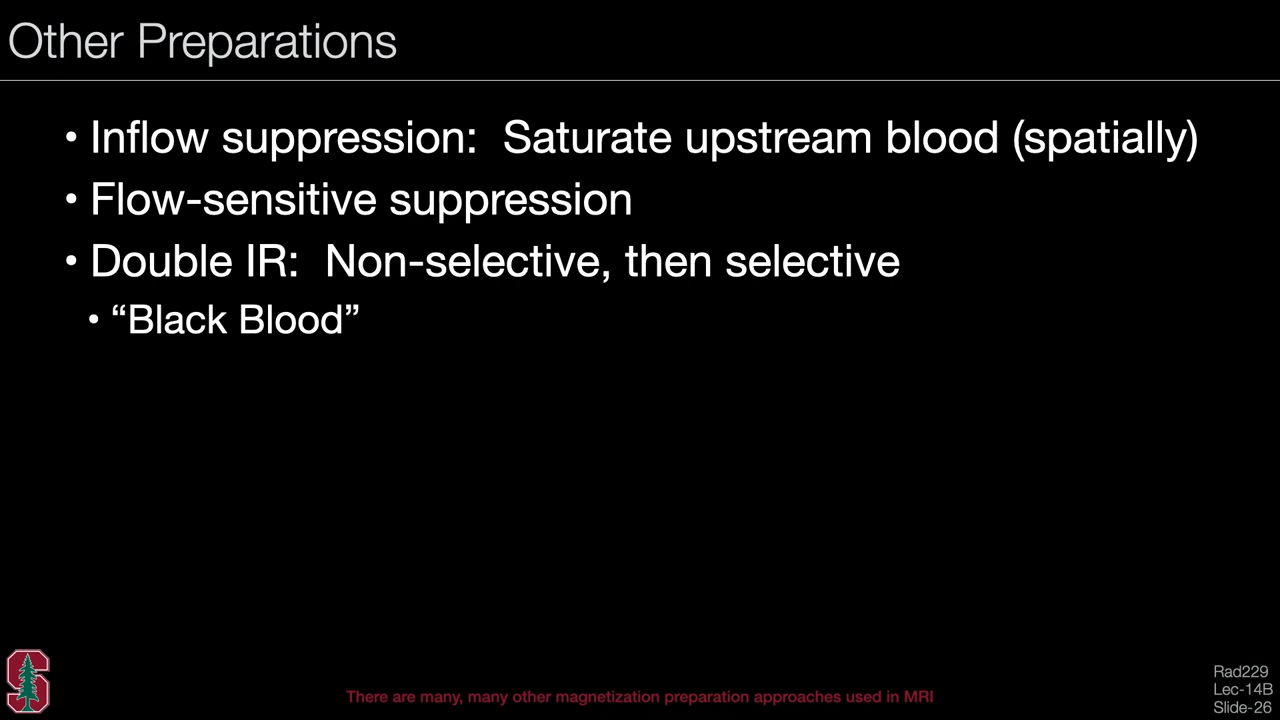 Other Preparations
• Inflow suppression: Saturate upstream blood (spatially)
• Flow-sensitive suppression
• Double IR: Non-selective, then selective
• “Black Blood”
There are many, many other magnetization preparation approaches used in MRI
Rad229
Lec-14B
Slide-26